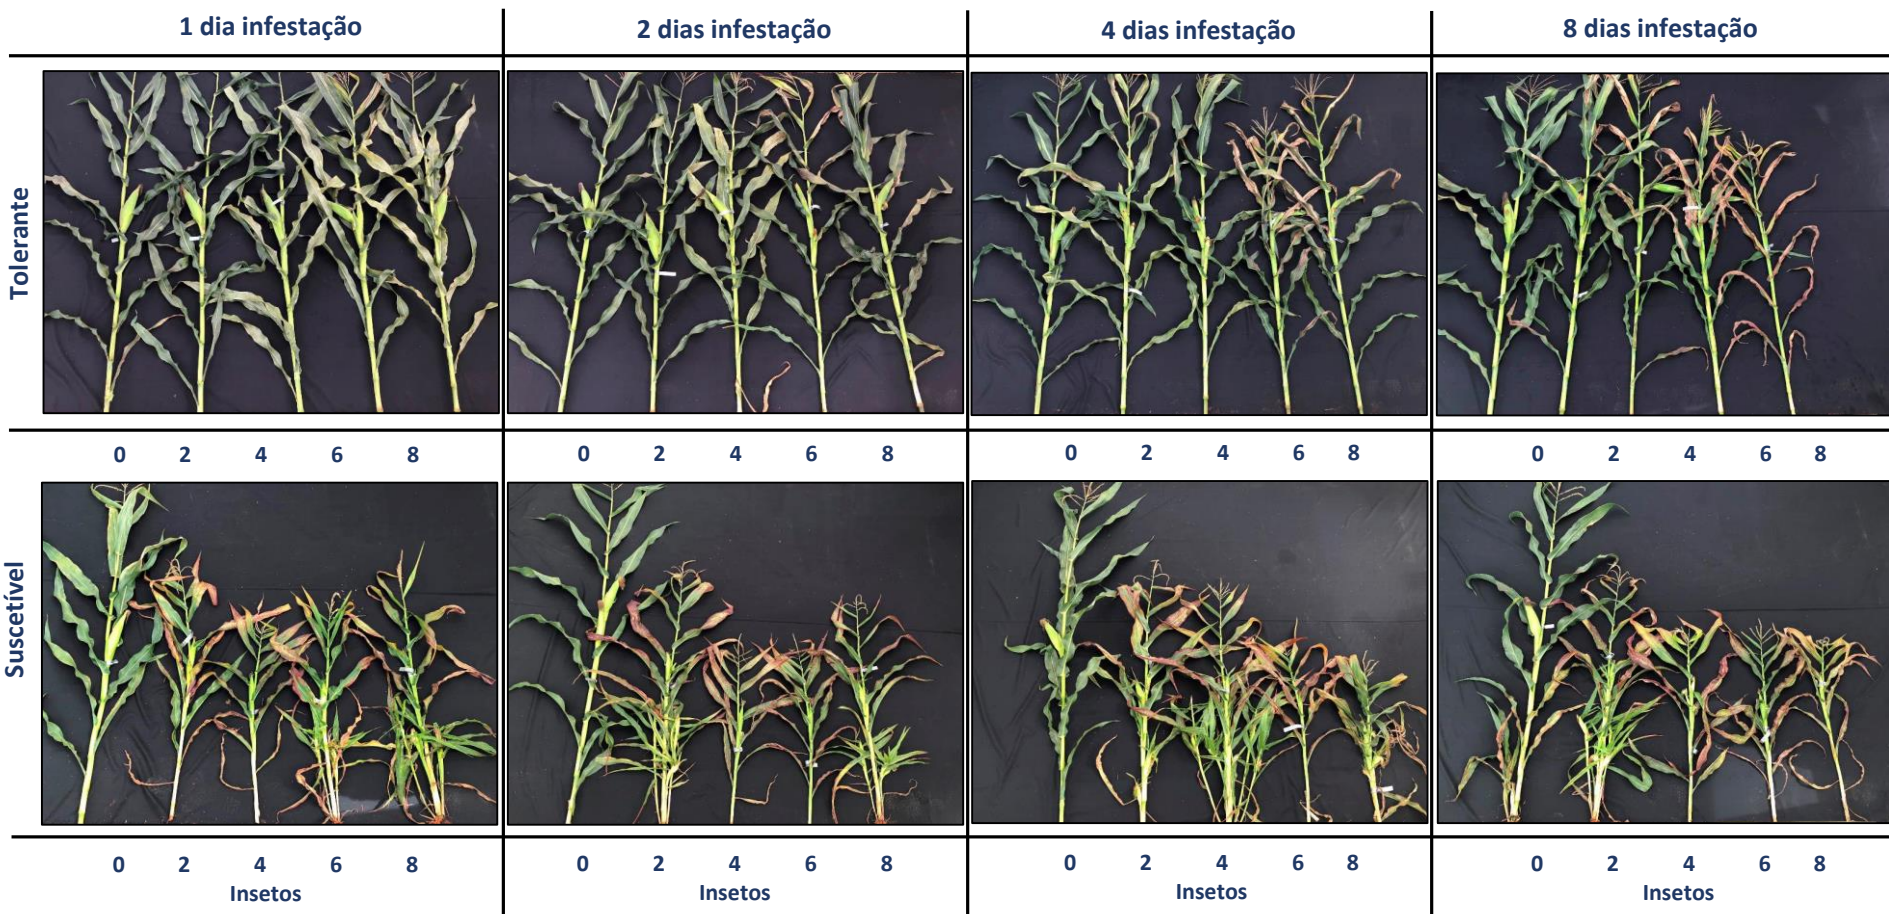 1 dia infestação
2 dias infestação
4 dias infestação
8 dias infestação
Tolerante
0 2 4 6 8
0 2 4 6 8
0 2 4 6 8
0 2 4 6 8
Suscetível
0 2 4 6 8
0 2 4 6 8
0 2 4 6 8
0 2 4 6 8
Insetos
Insetos
Insetos
Insetos